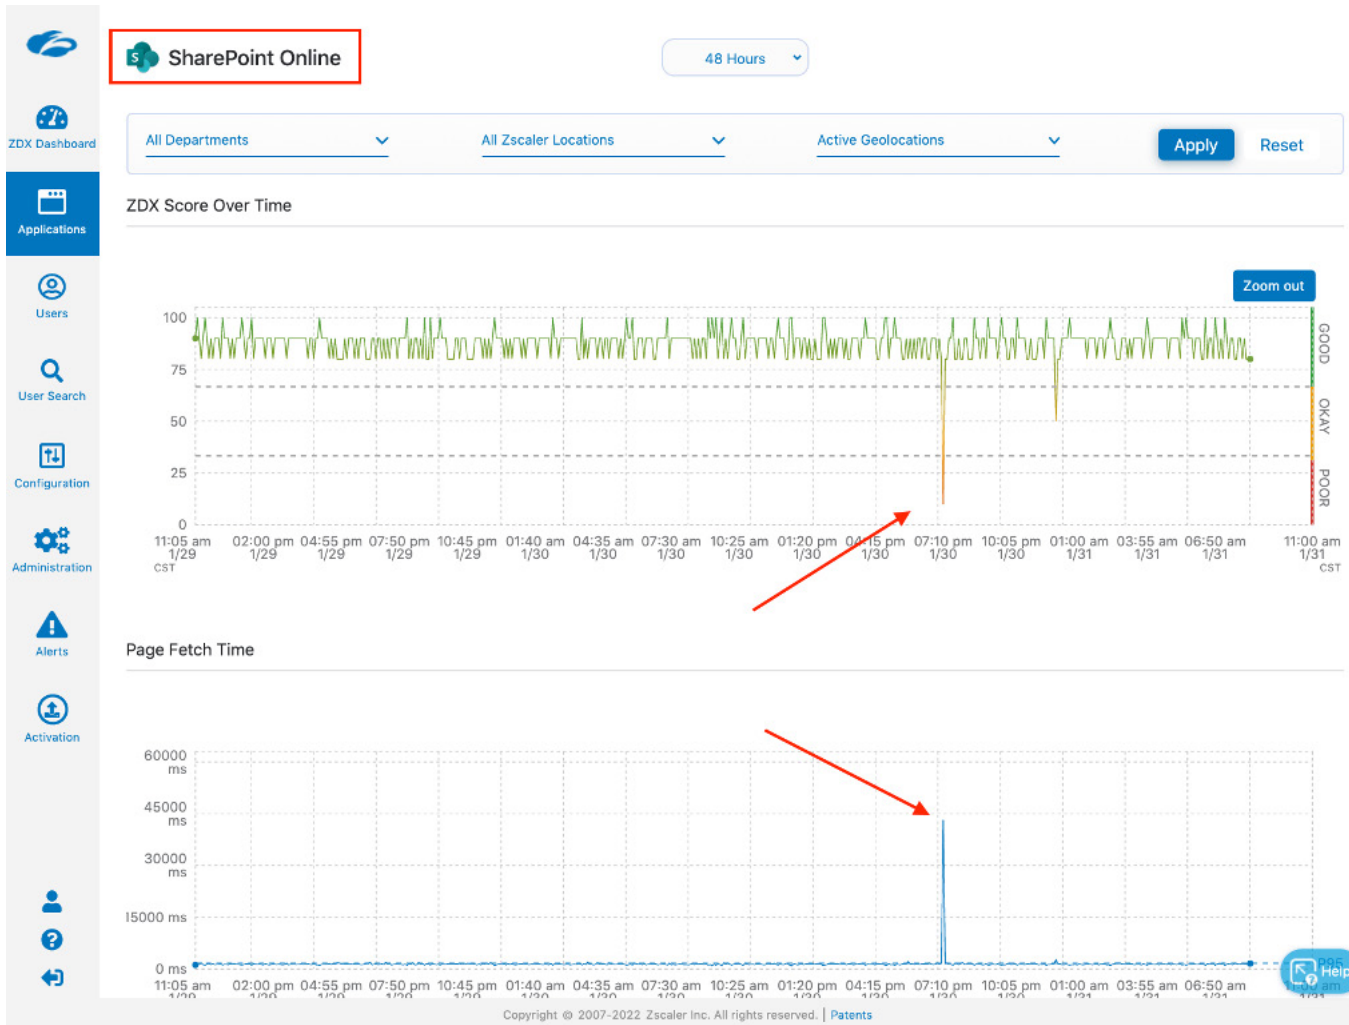 SharePoint Online
48 Hours
ZDX Dashboard
Applications
Users
User Search
Configuration
Administration
Alerts
Activation
All Departments
All Zscaler Locations
Active Geolocations
Apply
Reset
ZDX Score Over Time
Zoom out
100
75
50
25
0
GOOD
OKAY
POOR
11:05 am 02:00 pm 04:55 pm 07:50 pm 10:45 pm 01:40 am 04:35 am 07:30 am 10:25 am 01:20 pm 04:15 pm 07:10 pm 10:05 pm 01:00 am 03:55 am 06:50 am 11:00 am
1/29 1/29 1/29 1/29 1/29 1/30 1/30 1/30 1/30 1/30 1/30 1/30 1/30 1/31 1/31 1/31 1/31
CST CST
Page Fetch Time
60000
ms
45000
ms
30000
ms
15000 ms
0 ms
P95
Help
11:05 am 02:00 pm 04:55 pm 07:50 pm 10:45 pm 01:40 am 04:35 am 07:30 am 10:25 am 01:20 pm 04:15 pm 07:10 pm 10:05 pm 01:00 am 03:55 am 06:50 am am
Copyright © 2007-2022 Zscaler Inc. All rights reserved. | Patents